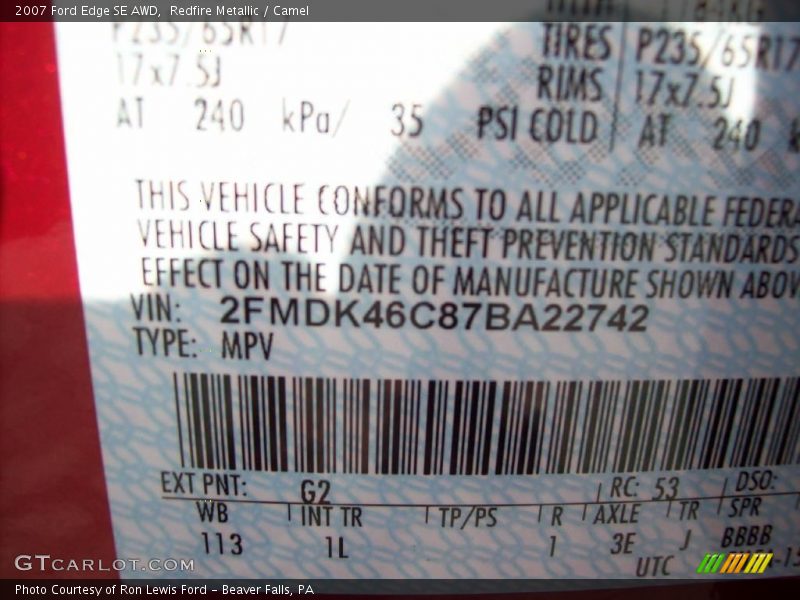 2007 Ford Edge SE AWD, Redfire Metallic / Camel
P235/65R17 TIRES P235/65R17
17x7.5J RIMS 17x7.5J
AT 240 kPa/ 35 PSI COLD AT 240
THIS VEHICLE CONFORMS TO ALL APPLICABLE FEDERA
VEHICLE SAFETY AND THEFT PREVENTION STANDARDS
EFFECT ON THE DATE OF MANUFACTURE SHOWN ABOV
VIN: 2FMDK46C87BA22742
TYPE: MPV
EXT PNT: G2 RC: 53 DSO:
WB INT TR TP/PS R AXLE TR SPR
113 1L 1 3E J BBBB
UTC
GTCARLOT.COM
Photo Courtesy of Ron Lewis Ford - Beaver Falls, PA